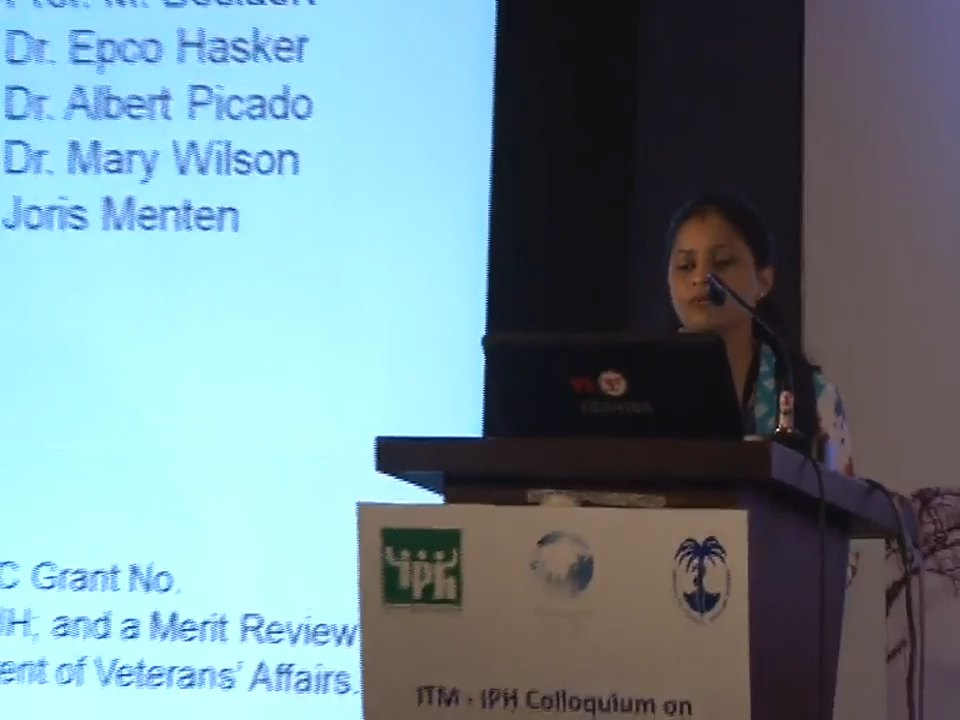 Dr. Epco Hasker
Dr. Albert Picado
Dr. Mary Wilson
Joris Menten
C Grant No.
IH; and a Merit Review
ent of Veterans' Affairs.
TOSHIBA
IPH
ITM - IPH Colloquium on